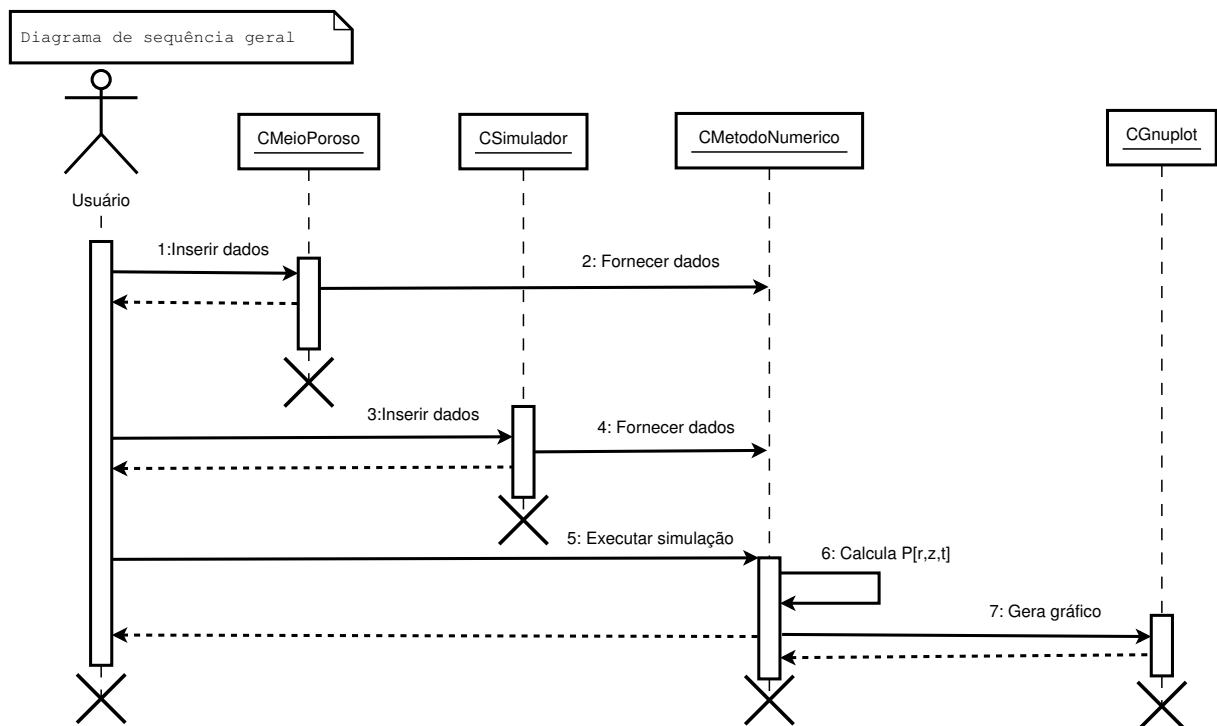 Diagrama de sequência geral
CMeioPoroso
CSimulador
CMetodoNumerico
CGnuplot
Usuário
1:Inserir dados
2: Fornecer dados
3:Inserir dados
4: Fornecer dados
5: Executar simulação
6: Calcula P[r,z,t]
7: Gera gráfico